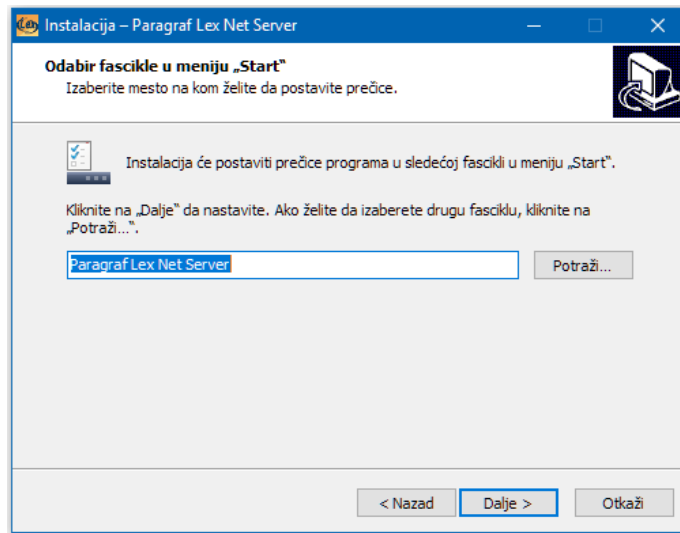 Instalacija – Paragraf Lex Net Server
Odabir fascikle u meniju „Start“
Izaberite mesto na kom želite da postavite prečice.
Instalacija će postaviti prečice programa u sledećoj fascikli u meniju „Start“.
Kliknite na „Dalje“ da nastavite. Ako želite da izaberete drugu fasciklu, kliknite na
„Potraži...“.
Paragraf Lex Net Server
Potraži...
< Nazad
Dalje >
Otkaži